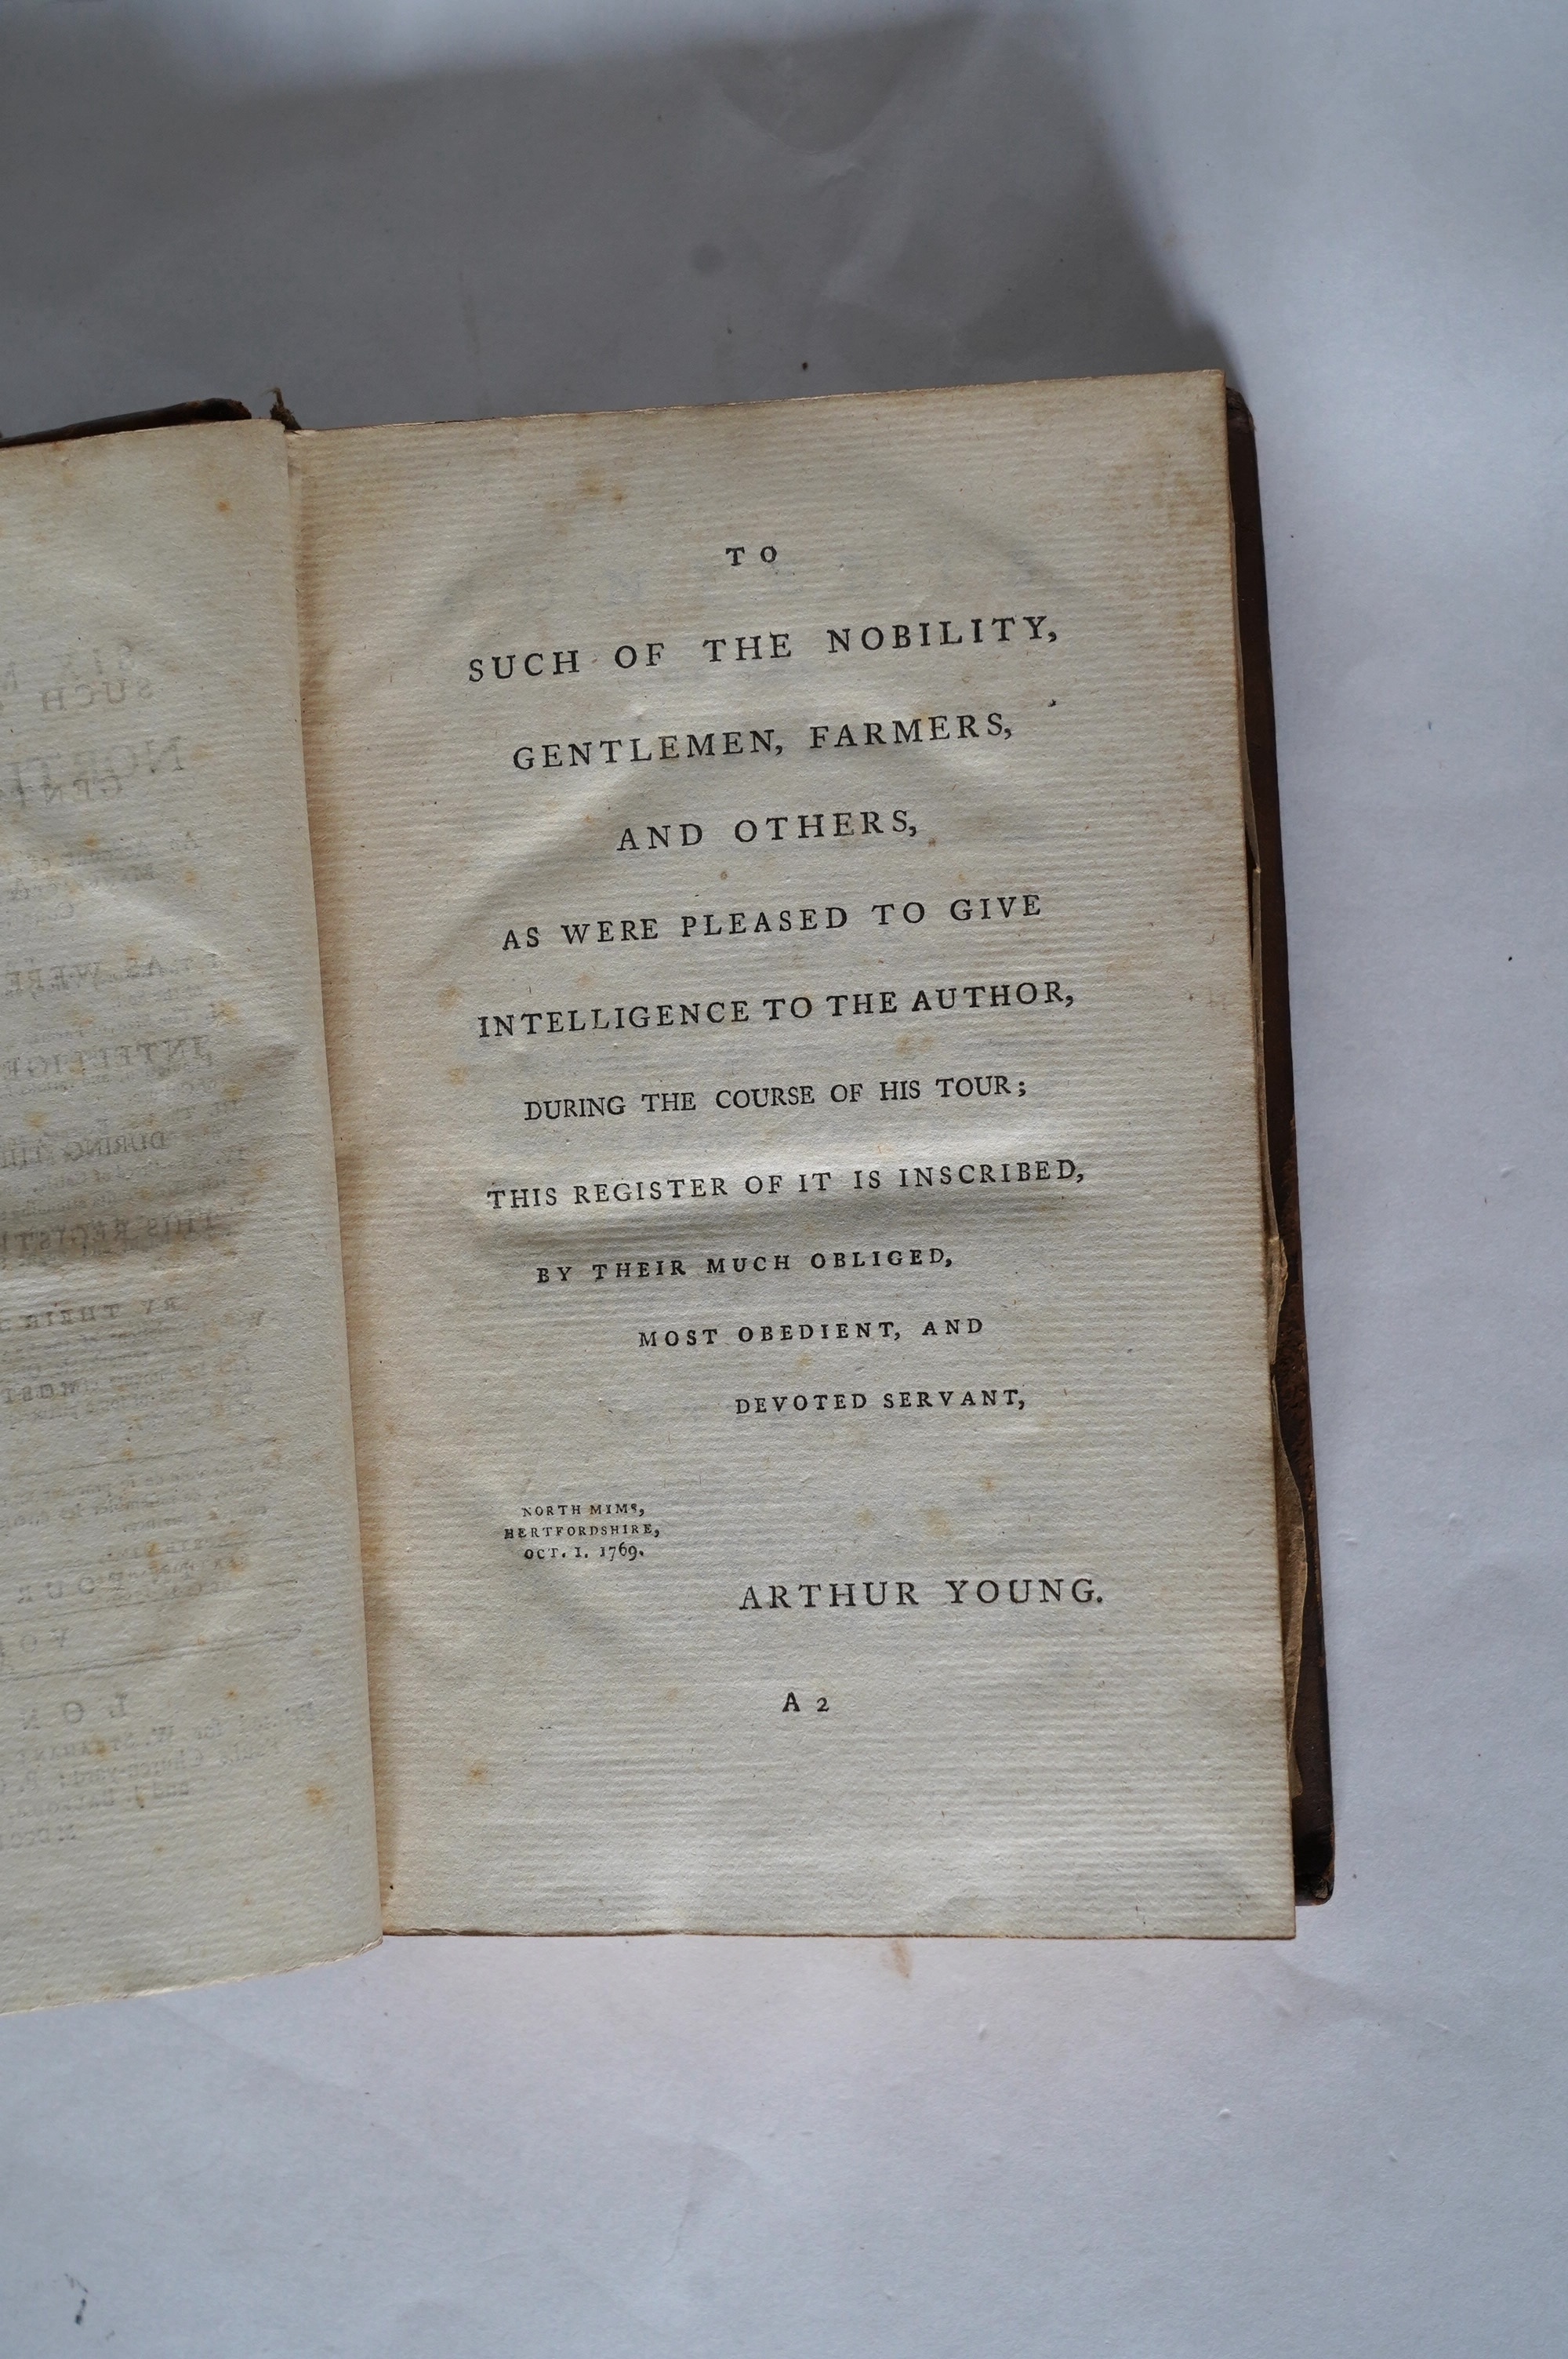 TO
SUCH OF THE NOBILITY,
GENTLEMEN, FARMERS,
AND OTHERS,
AS WERE PLEASED TO GIVE
INTELLIGENCE TO THE AUTHOR,
DURING THE COURSE OF HIS TOUR;
THIS REGISTER OF IT IS INSCRIBED,
BY THEIR MUCH OBLIGED,
MOST OBEDIENT, AND
DEVOTED SERVANT,
NORTH MIMS,
HERTFORDSHIRE,
OCT. 1. 1769.
ARTHUR YOUNG.
A 2